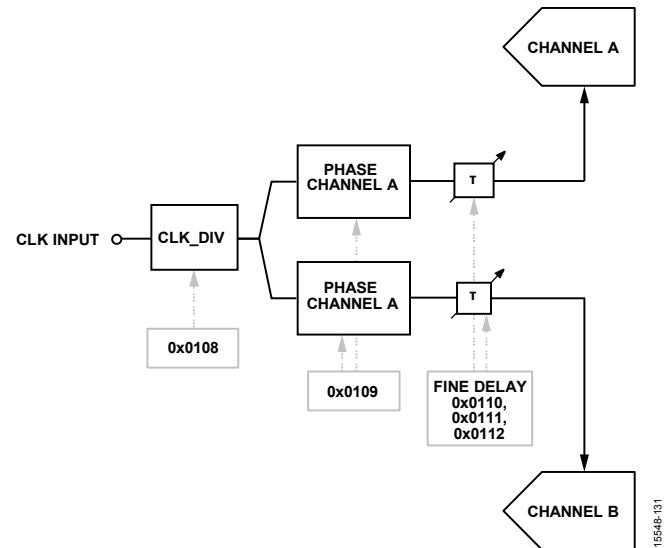 CHANNEL A
PHASE
CHANNEL A
T
CLK INPUT
CLK_DIV
PHASE
CHANNEL A
T
0x0108
0x0109
FINE DELAY
0x0110,
0x0111,
0x0112
CHANNEL B
15548-131